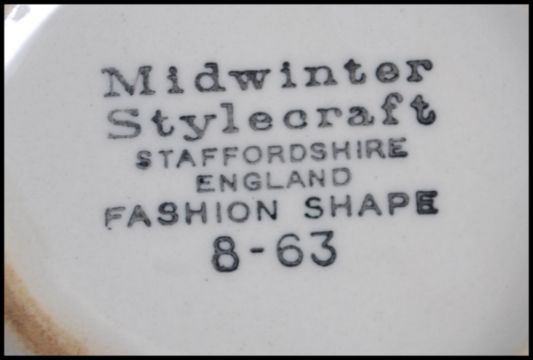 Midwinter
Stylecraft
STAFFORDSHIRE
ENGLAND
FASHION SHAPE
8-63